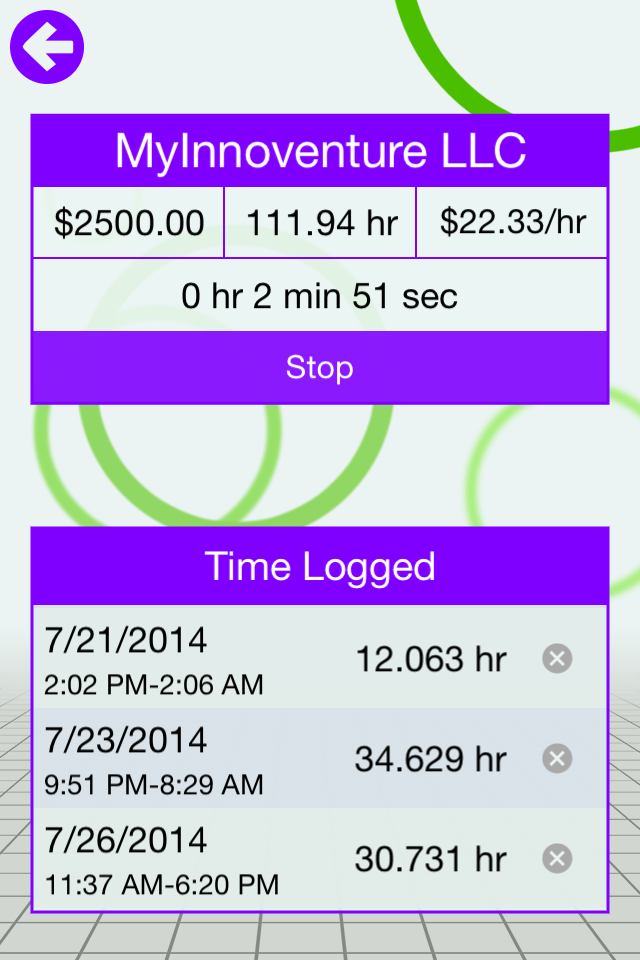 MyInnoventure LLC
$2500.00 111.94 hr $22.33/hr
0 hr 2 min 51 sec
Stop
Time Logged
7/21/2014
12.063 hr
2:02 PM-2:06 AM
7/23/2014
34.629 hr
9:51 PM-8:29 AM
7/26/2014
30.731 hr
11:37 AM-6:20 PM